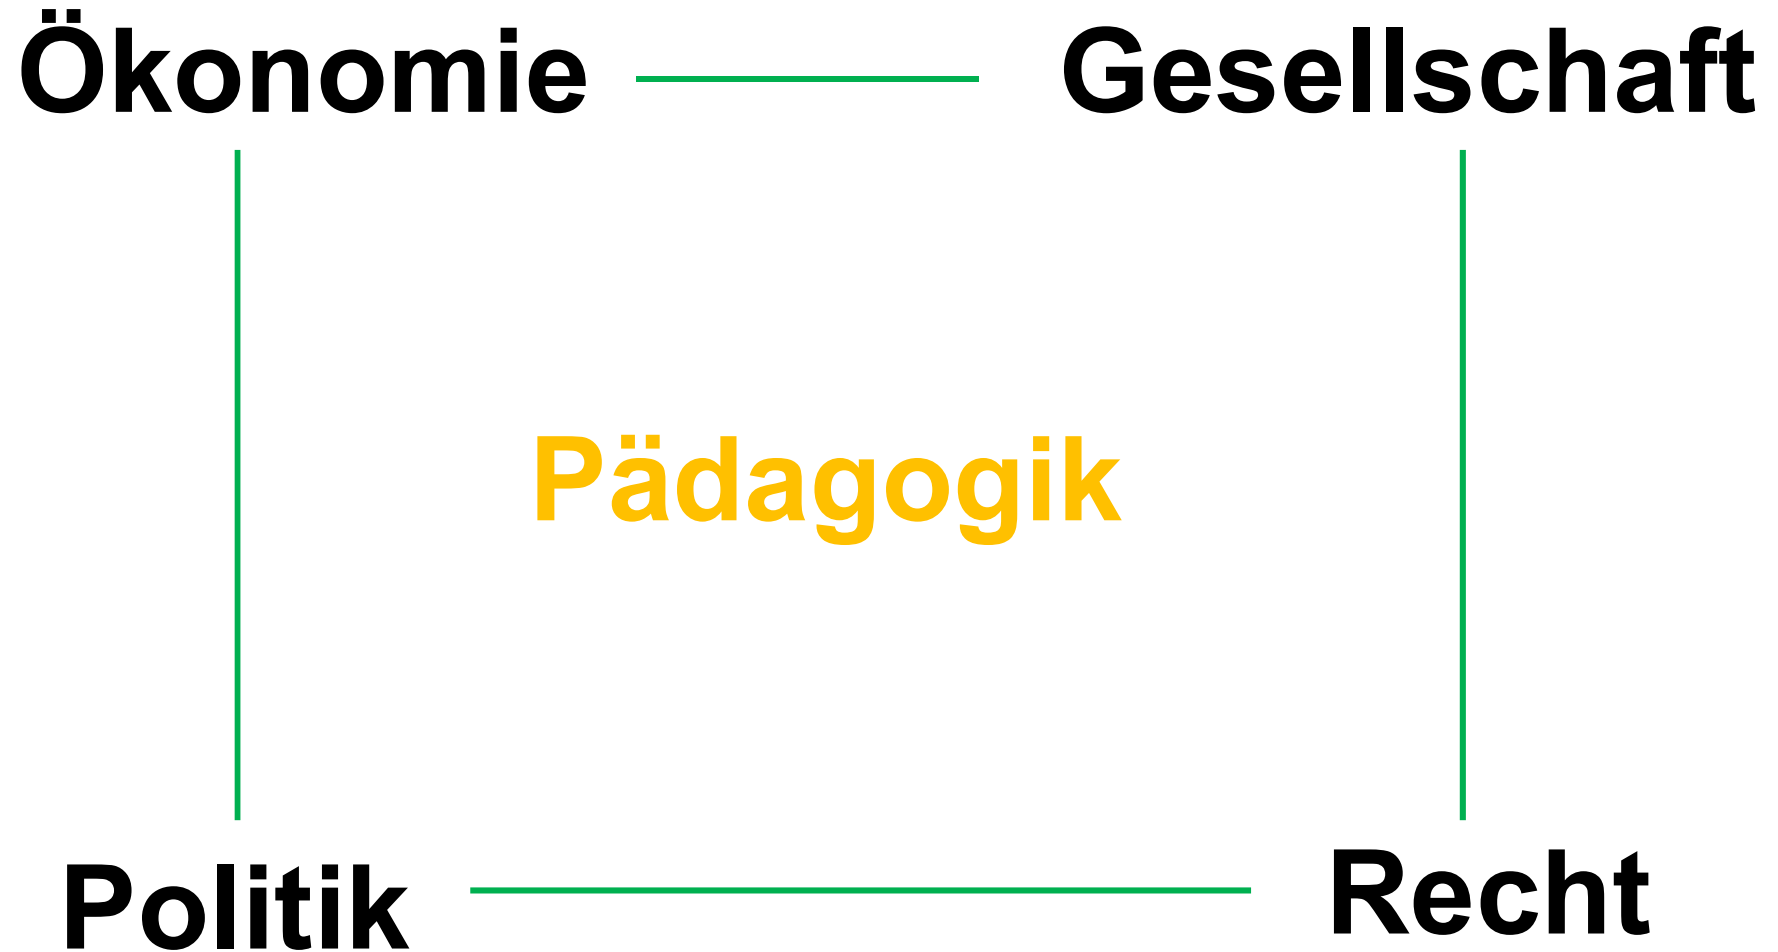 Ökonomie
Gesellschaft
Pädagogik
Politik
Recht